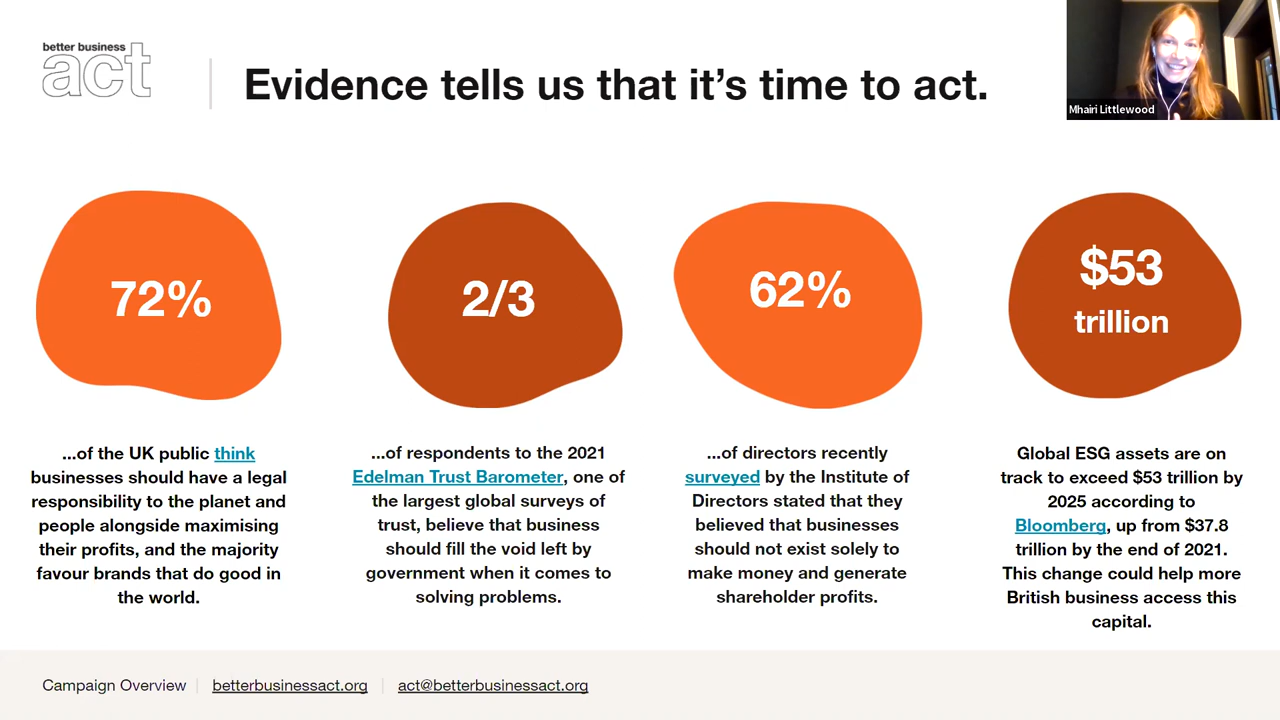 better business
act
Evidence tells us that it's time to act.
Mhairi Littlewood
72%
...of the UK public think
businesses should have a legal
responsibility to the planet and
people alongside maximising
their profits, and the majority
favour brands that do good in
the world.
2/3
...of respondents to the 2021
Edelman Trust Barometer, one of
the largest global surveys of
trust, believe that business
should fill the void left by
government when it comes to
solving problems.
62%
...of directors recently
surveyed by the Institute of
Directors stated that they
believed that businesses
should not exist solely to
make money and generate
shareholder profits.
$53
trillion
Global ESG assets are on
track to exceed $53 trillion by
2025 according to
Bloomberg, up from $37.8
trillion by the end of 2021.
This change could help more
British business access this
capital.
Campaign Overview | betterbusinessact.org | act@betterbusinessact.org